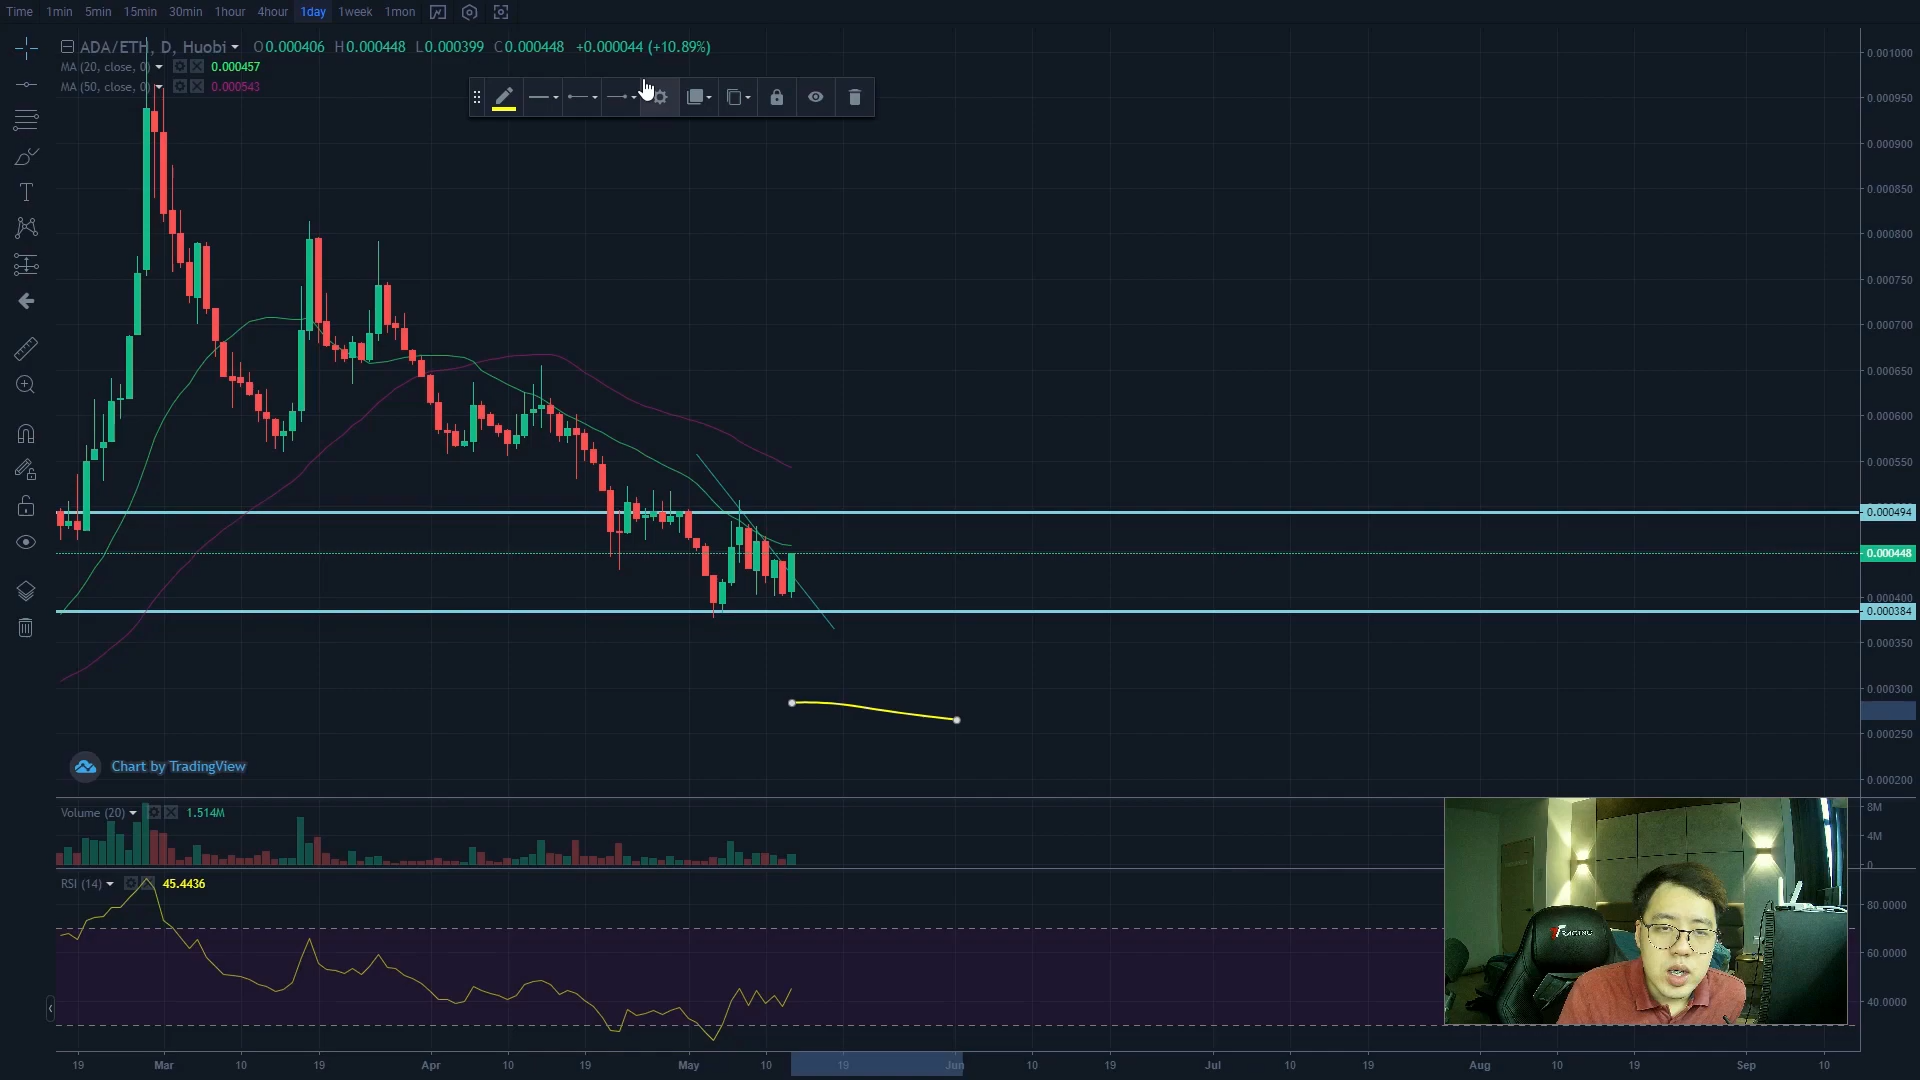 Time 1min 5min 15min 30min 1hour 4hour 1day 1week 1mon
ADA/ETH, D, Huobi O0.000406 H0.000448 L0.000399 C0.000448 +0.000044 (+10.89%)
MA (20, close, 0) 0.000457
MA (50, close, 0) 0.000543
0.001000
0.000950
0.000900
0.000850
0.000800
0.000750
0.000700
0.000650
0.000600
0.000550
0.000494
0.000448
0.000400
0.000384
0.000350
0.000300
0.000250
0.000200
Chart by TradingView
Volume (20) 1.514M
8M
4M
0
RSI (14) 45.4436
80.0000
60.0000
40.0000
TRACING
19 Mar 10 19 Apr 10 19 May 10 19 Jun 10 19 Jul 10 19 Aug 10 19 Sep 10